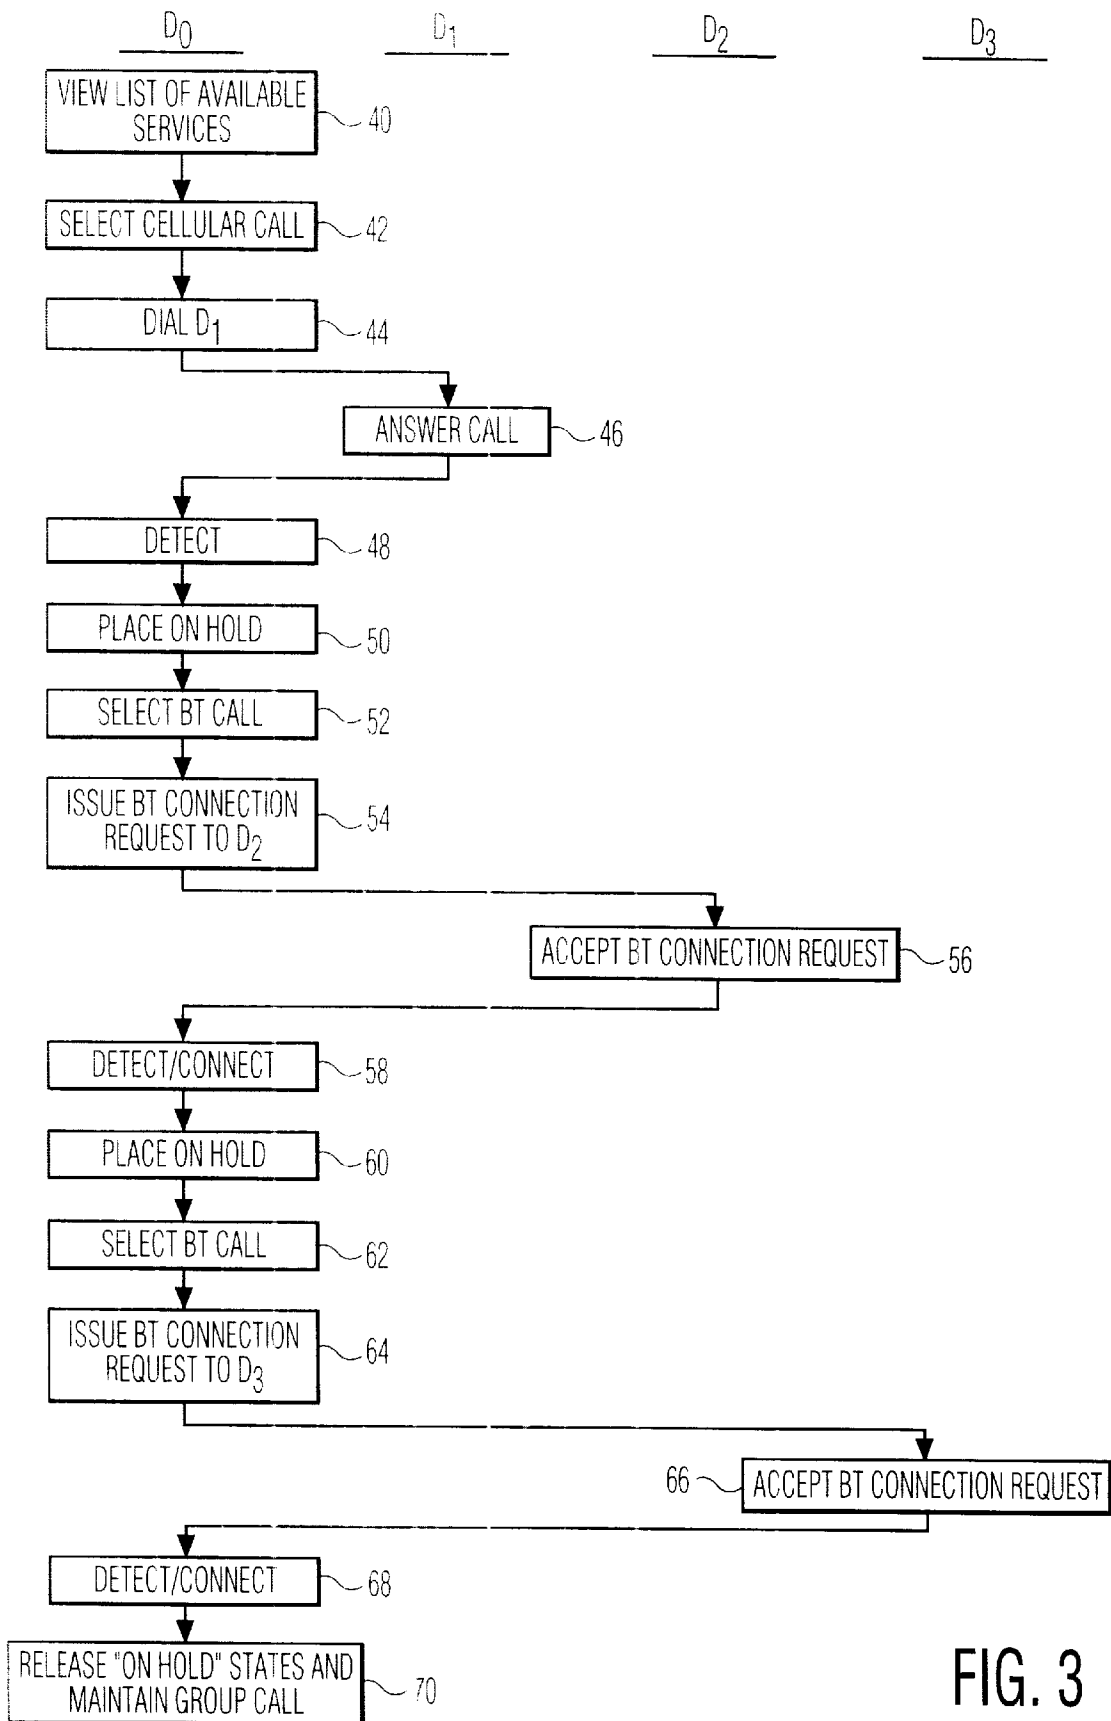 D0 D1 D2 D3
VIEW LIST OF AVAILABLE
SERVICES
40
SELECT CELLULAR CALL
42
DIAL D1
44
ANSWER CALL
46
DETECT
48
PLACE ON HOLD
50
SELECT BT CALL
52
ISSUE BT CONNECTION
REQUEST TO D2
54
ACCEPT BT CONNECTION REQUEST
56
DETECT/CONNECT
58
PLACE ON HOLD
60
SELECT BT CALL
62
ISSUE BT CONNECTION
REQUEST TO D3
64
66
ACCEPT BT CONNECTION REQUEST
DETECT/CONNECT
68
RELEASE "ON HOLD" STATES AND
MAINTAIN GROUP CALL
70
FIG. 3